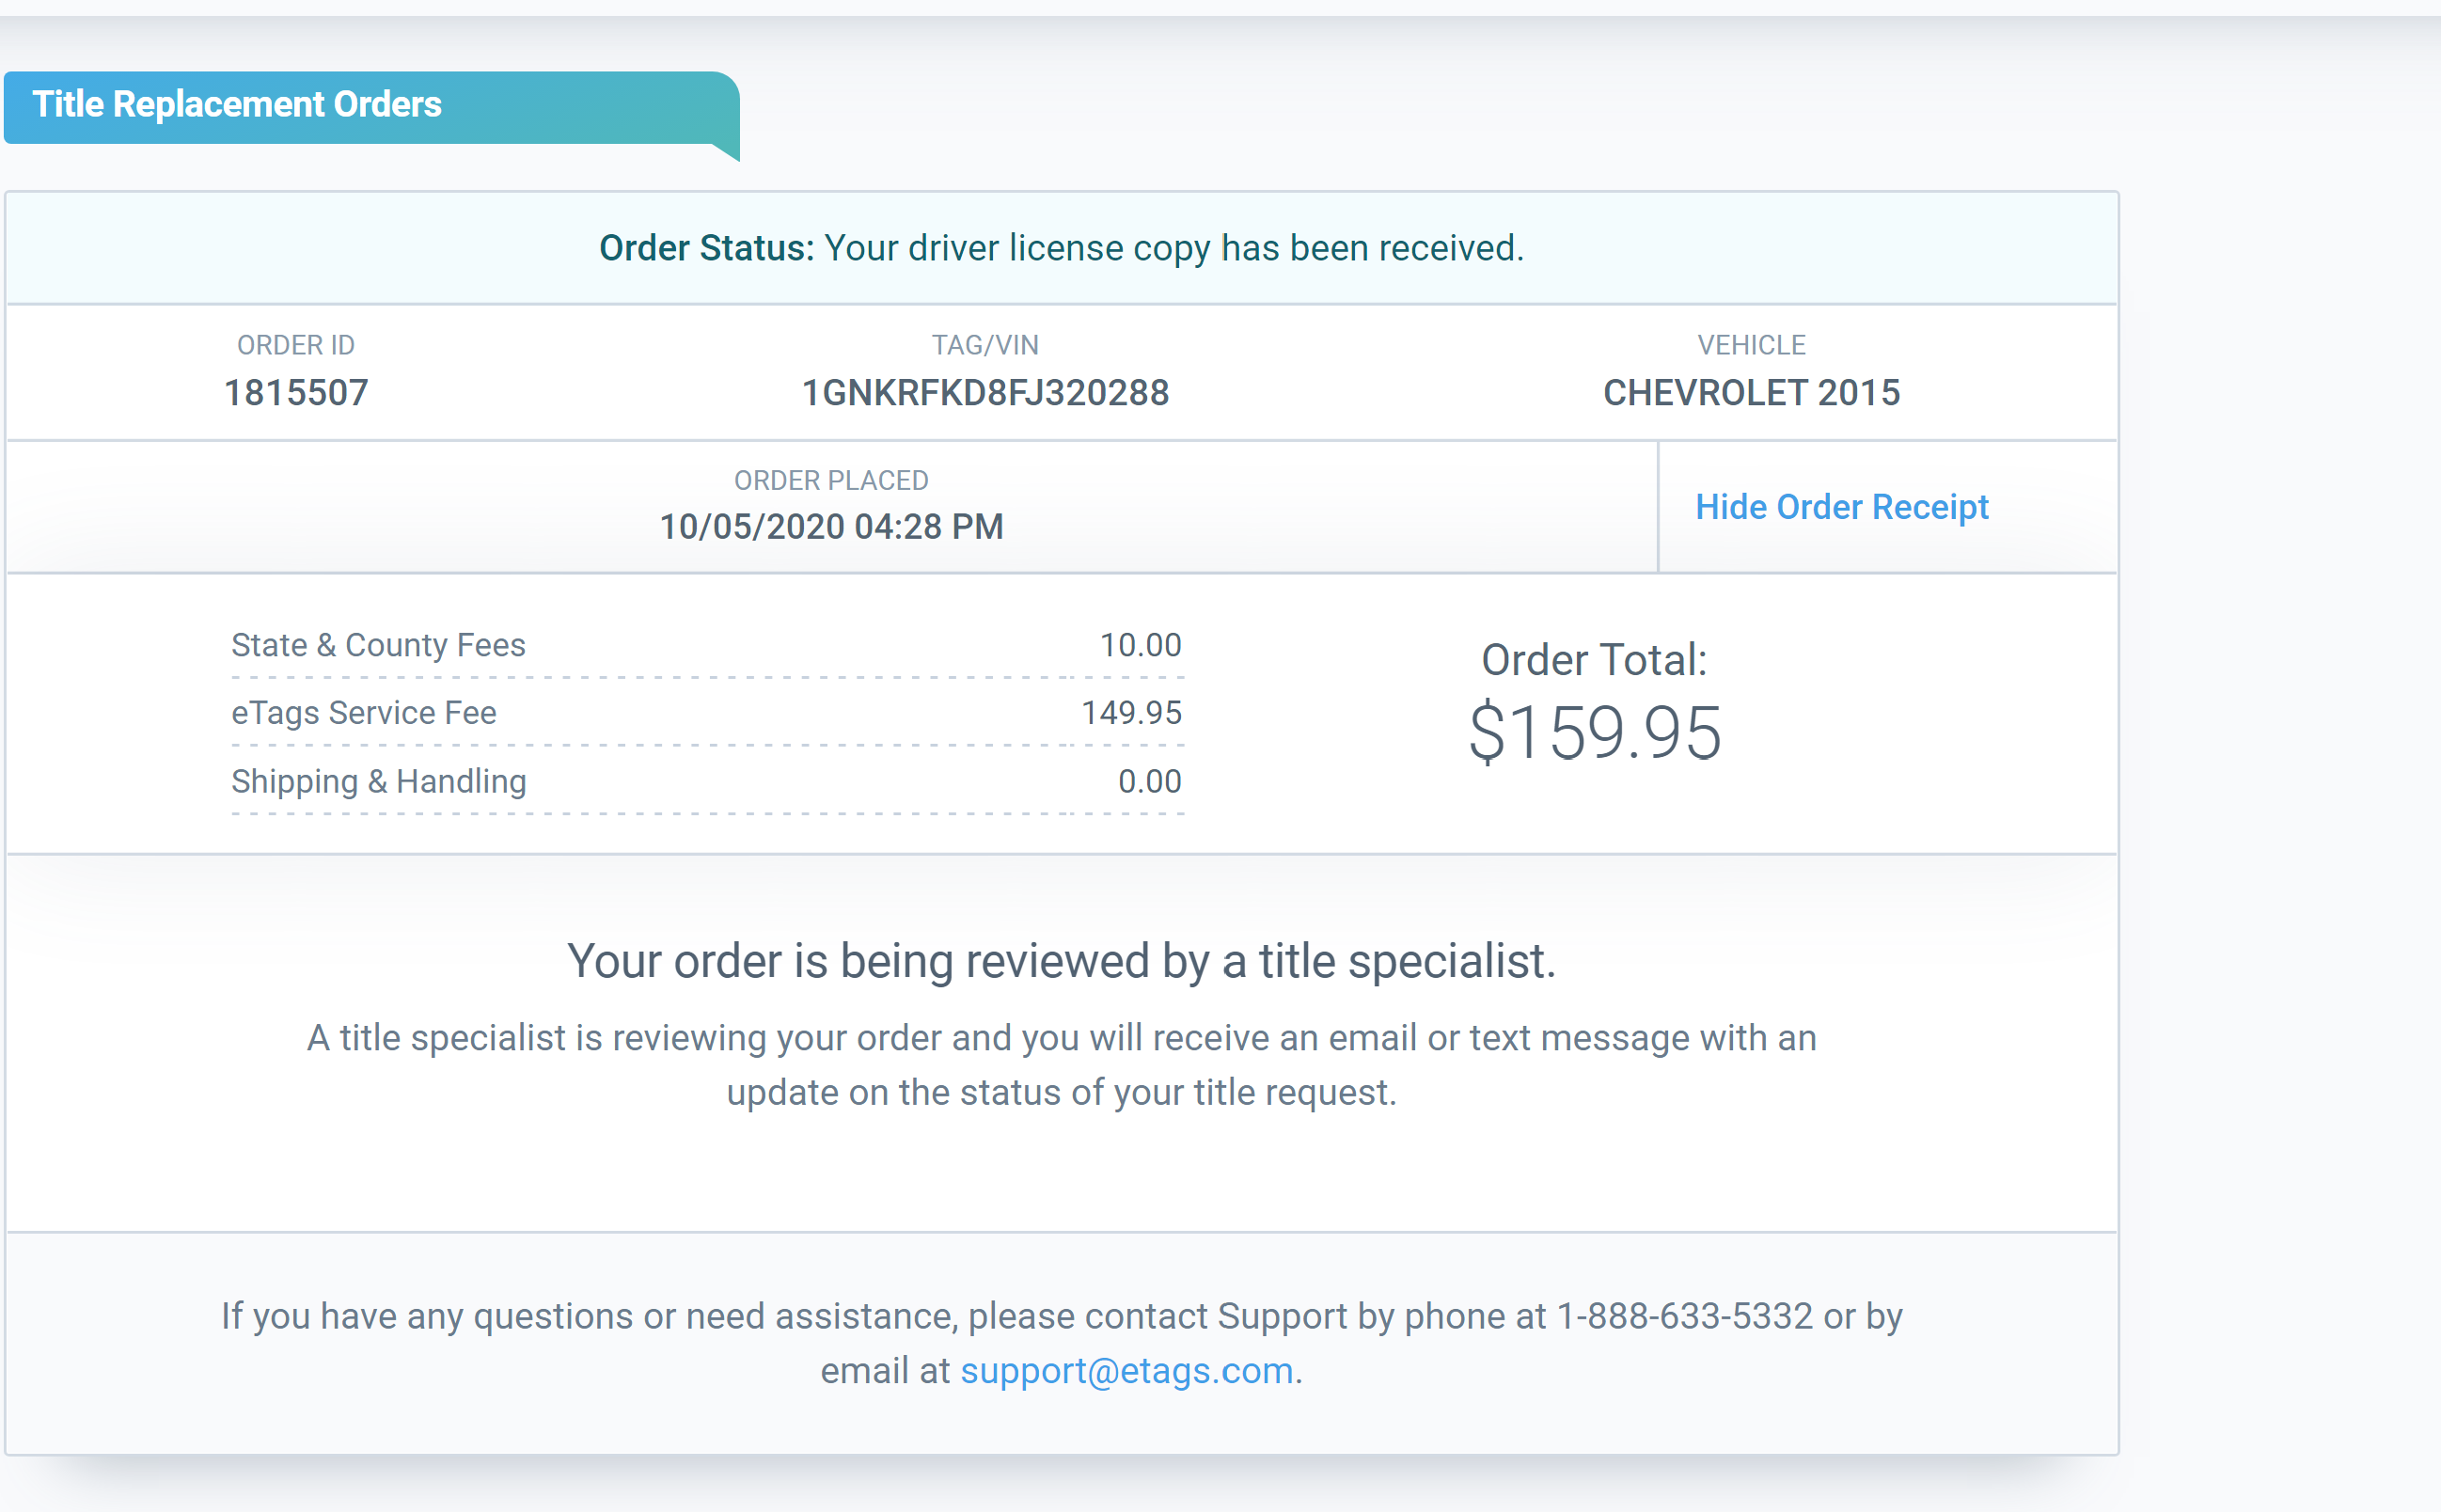 Title Replacement Orders
Order Status: Your driver license copy has been received.
ORDER ID
1815507
TAG/VIN
1GNKRFKD8FJ320288
VEHICLE
CHEVROLET 2015
ORDER PLACED
10/05/2020 04:28 PM
Hide Order Receipt
State & County Fees 10.00
eTags Service Fee 149.95
Shipping & Handling 0.00
Order Total:
$159.95
Your order is being reviewed by a title specialist.
A title specialist is reviewing your order and you will receive an email or text message with an
update on the status of your title request.
If you have any questions or need assistance, please contact Support by phone at 1-888-633-5332 or by
email at support@etags.com.